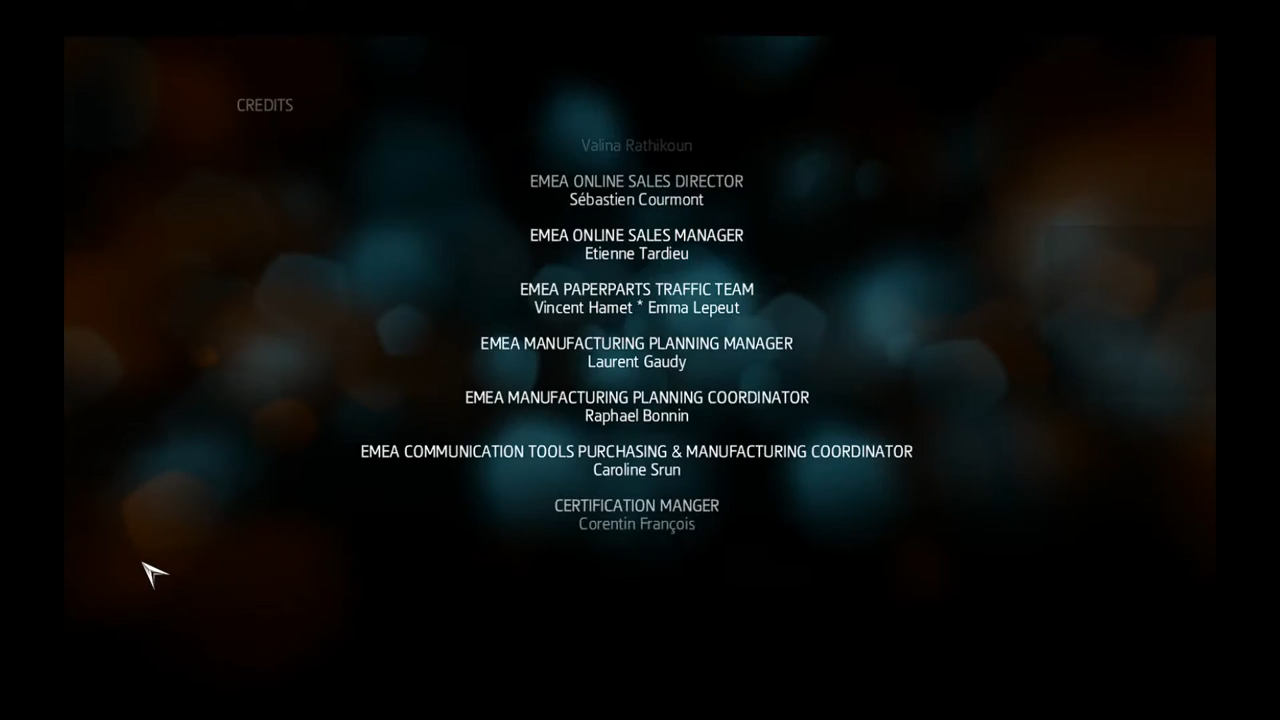 CREDITS
Valina Rathikoun
EMEA ONLINE SALES DIRECTOR
Sébastien Courmont
EMEA ONLINE SALES MANAGER
Etienne Tardieu
EMEA PAPERPARTS TRAFFIC TEAM
Vincent Hamet * Emma Lepeut
EMEA MANUFACTURING PLANNING MANAGER
Laurent Gaudy
EMEA MANUFACTURING PLANNING COORDINATOR
Raphael Bonnin
EMEA COMMUNICATION TOOLS PURCHASING & MANUFACTURING COORDINATOR
Caroline Srun
CERTIFICATION MANGER
Corentin François